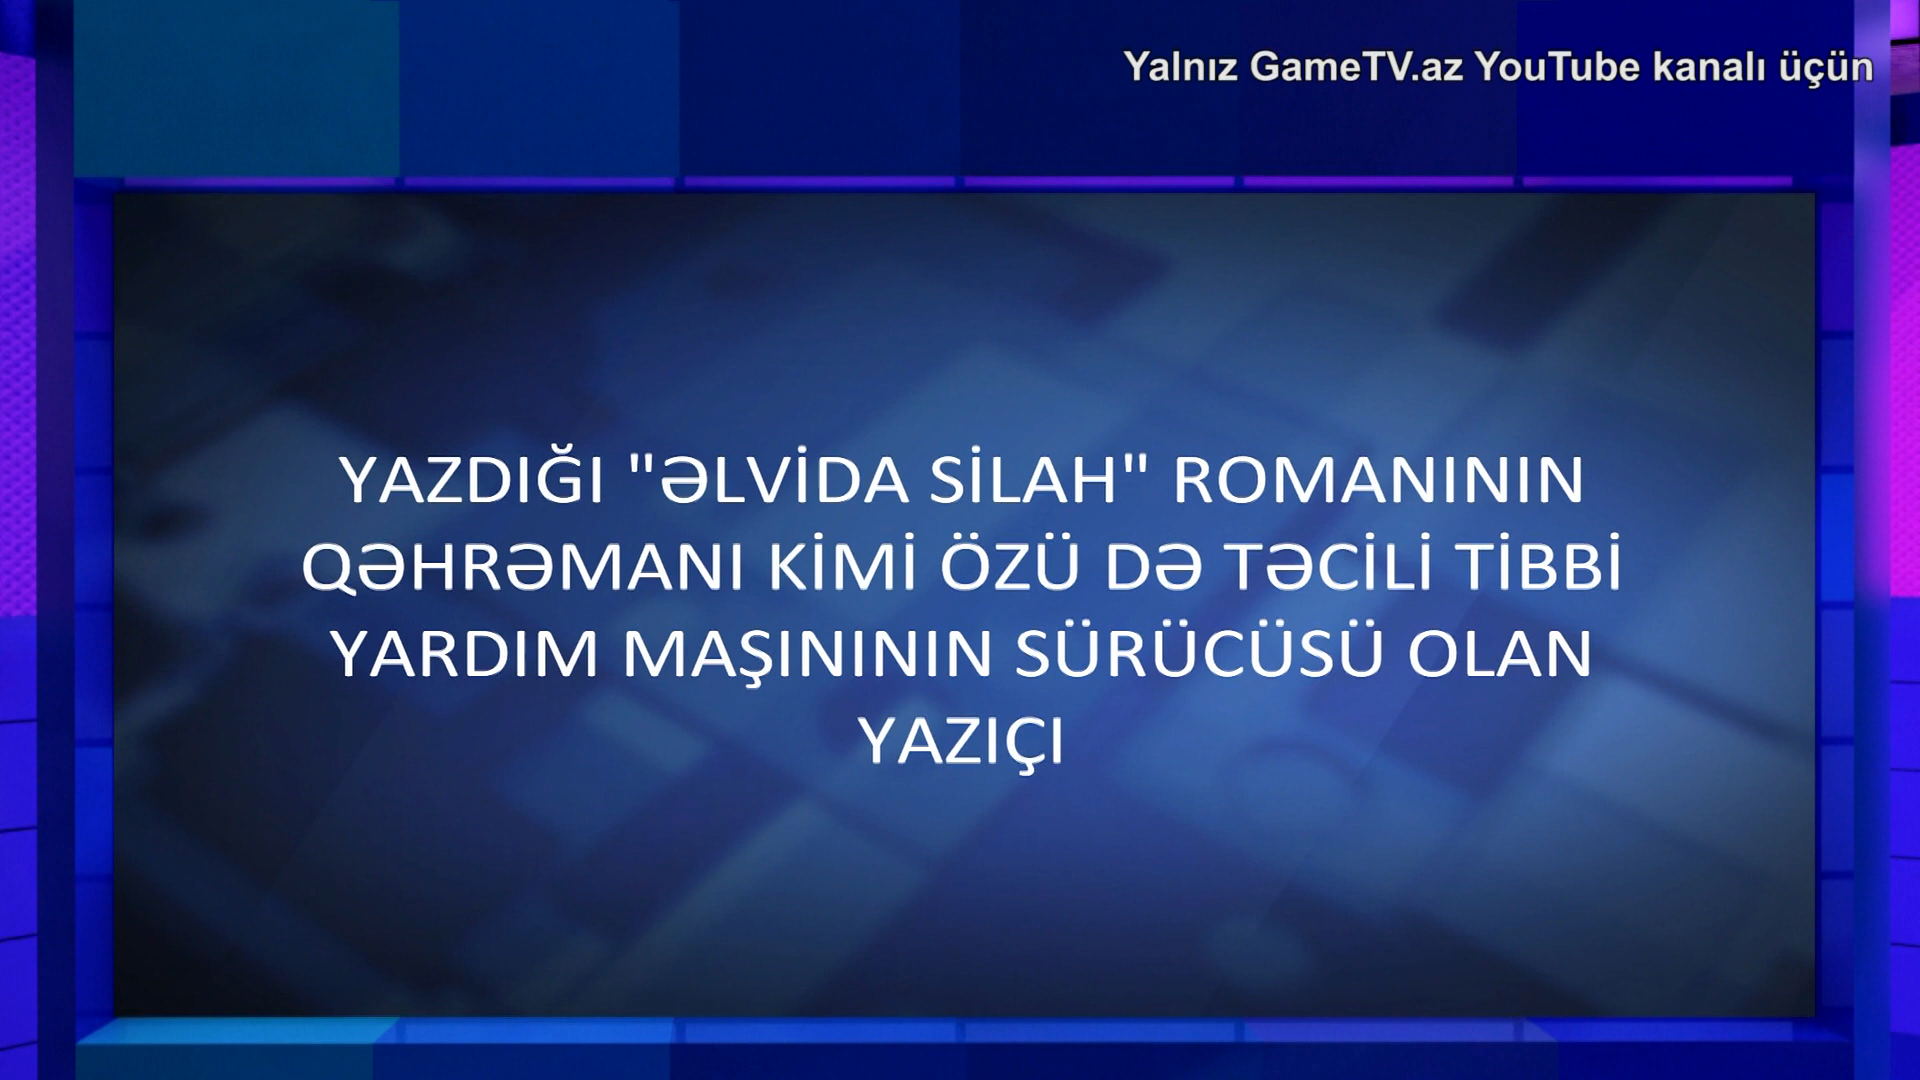 Yalnız GameTV.az YouTube kanalı üçün
YAZDIĞI "ƏLVİDA SİLAH" ROMANININ
QƏHRƏMANI KİMİ ÖZÜ DƏ TƏCİLİ TİBBİ
YARDIM MAŞINININ SÜRÜCÜSÜ OLAN
YAZIÇI